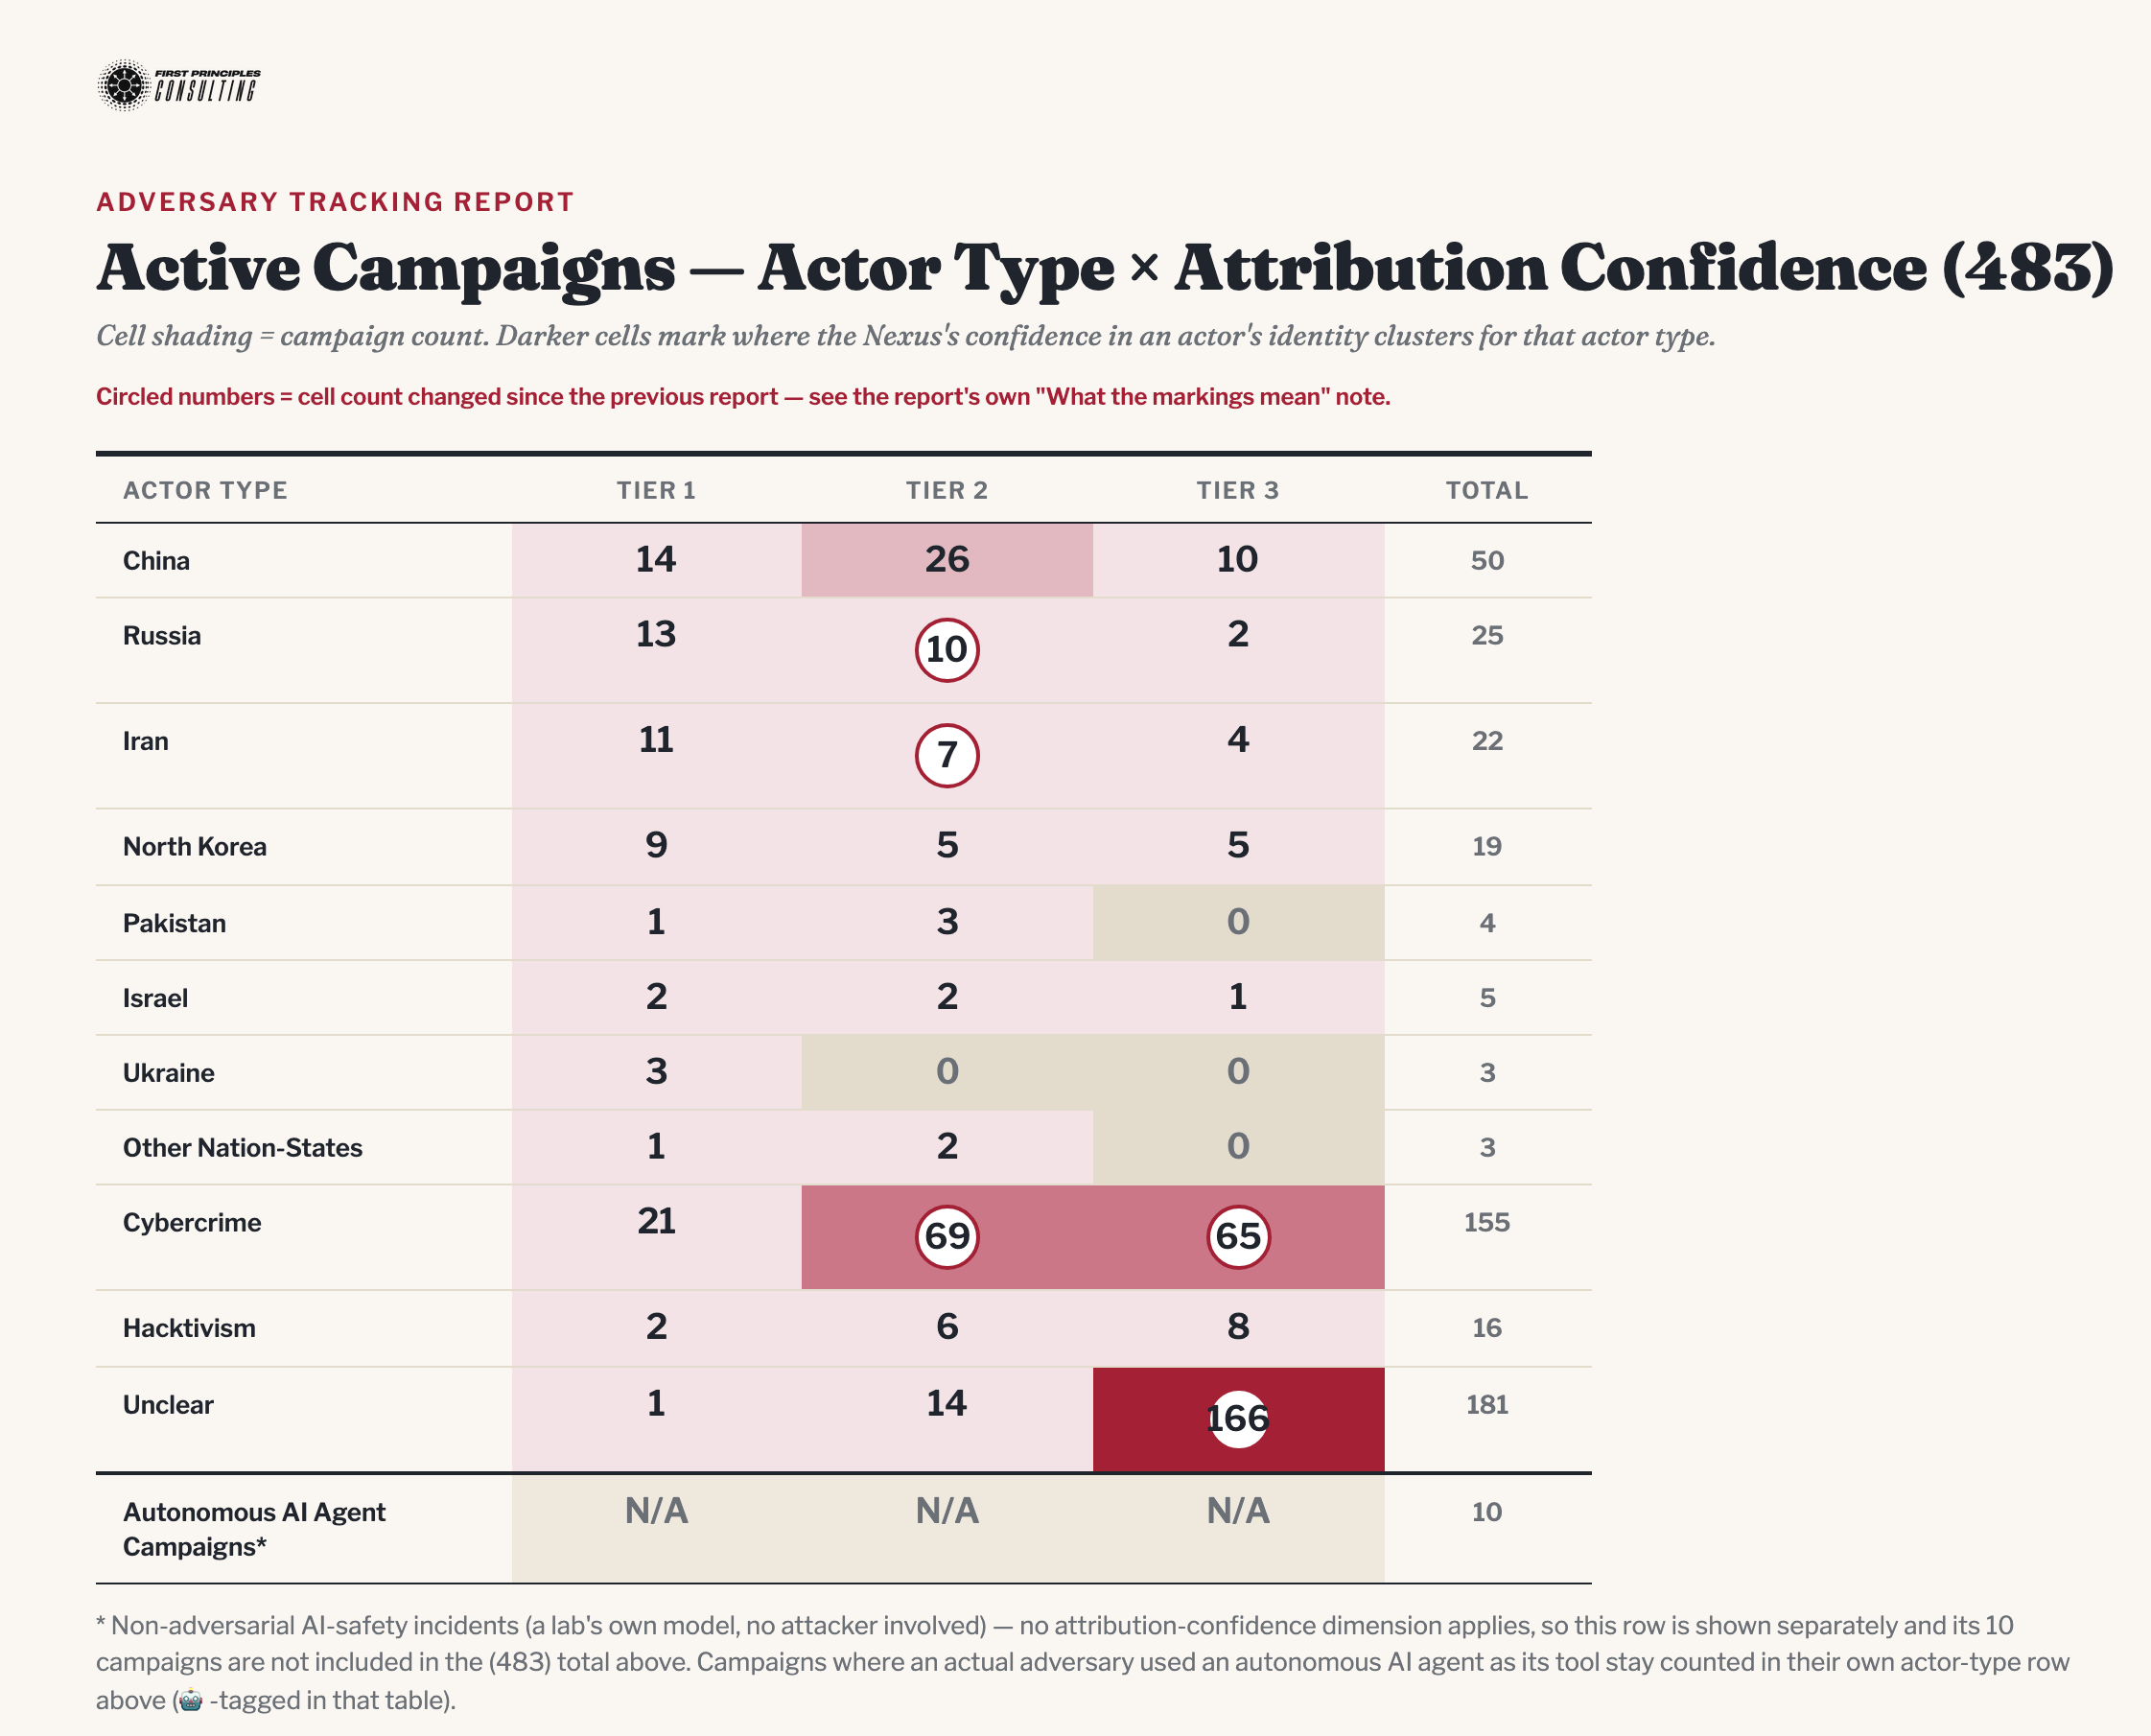 FIRST PRINCIPLES
CONSULTING
ADVERSARY TRACKING REPORT
Active Campaigns — Actor Type × Attribution Confidence (483)
Cell shading = campaign count. Darker cells mark where the Nexus's confidence in an actor's identity clusters for that actor type.
Circled numbers = cell count changed since the previous report — see the report's own "What the markings mean" note.
ACTOR TYPE TIER 1 TIER 2 TIER 3 TOTAL
China 14 26 10 50
Russia 13 10 2 25
Iran 11 7 4 22
North Korea 9 5 5 19
Pakistan 1 3 0 4
Israel 2 2 1 5
Ukraine 3 0 0 3
Other Nation-States 1 2 0 3
Cybercrime 21 69 65 155
Hacktivism 2 6 8 16
Unclear 1 14 166 181
Autonomous AI Agent N/A N/A N/A 10
Campaigns*
* Non-adversarial AI-safety incidents (a lab's own model, no attacker involved) — no attribution-confidence dimension applies, so this row is shown separately and its 10
campaigns are not included in the (483) total above. Campaigns where an actual adversary used an autonomous AI agent as its tool stay counted in their own actor-type row
above (🤖 -tagged in that table).